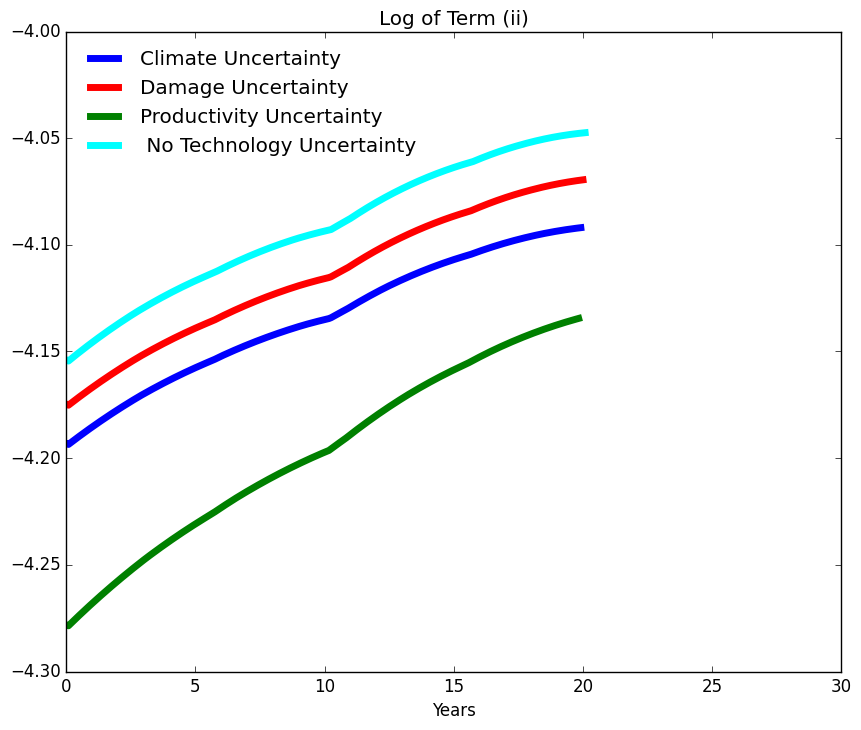 Log of Term (ii)
−4.00
−4.05
−4.10
−4.15
−4.20
−4.25
−4.30
Climate Uncertainty
Damage Uncertainty
Productivity Uncertainty
No Technology Uncertainty
0 5 10 15 20 25 30
Years